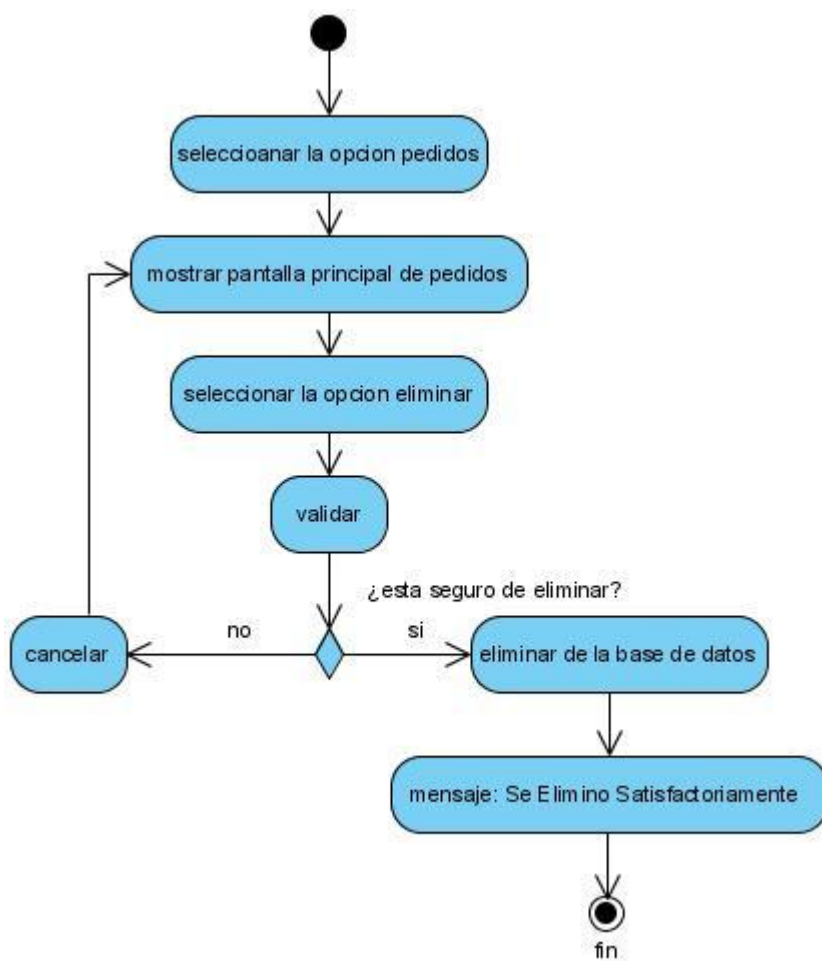 seleccioanar la opcion pedidos
mostrar pantalla principal de pedidos
seleccionar la opcion eliminar
validar
¿esta seguro de eliminar?
no
si
cancelar
eliminar de la base de datos
mensaje: Se Elimino Satisfactoriamente
fin